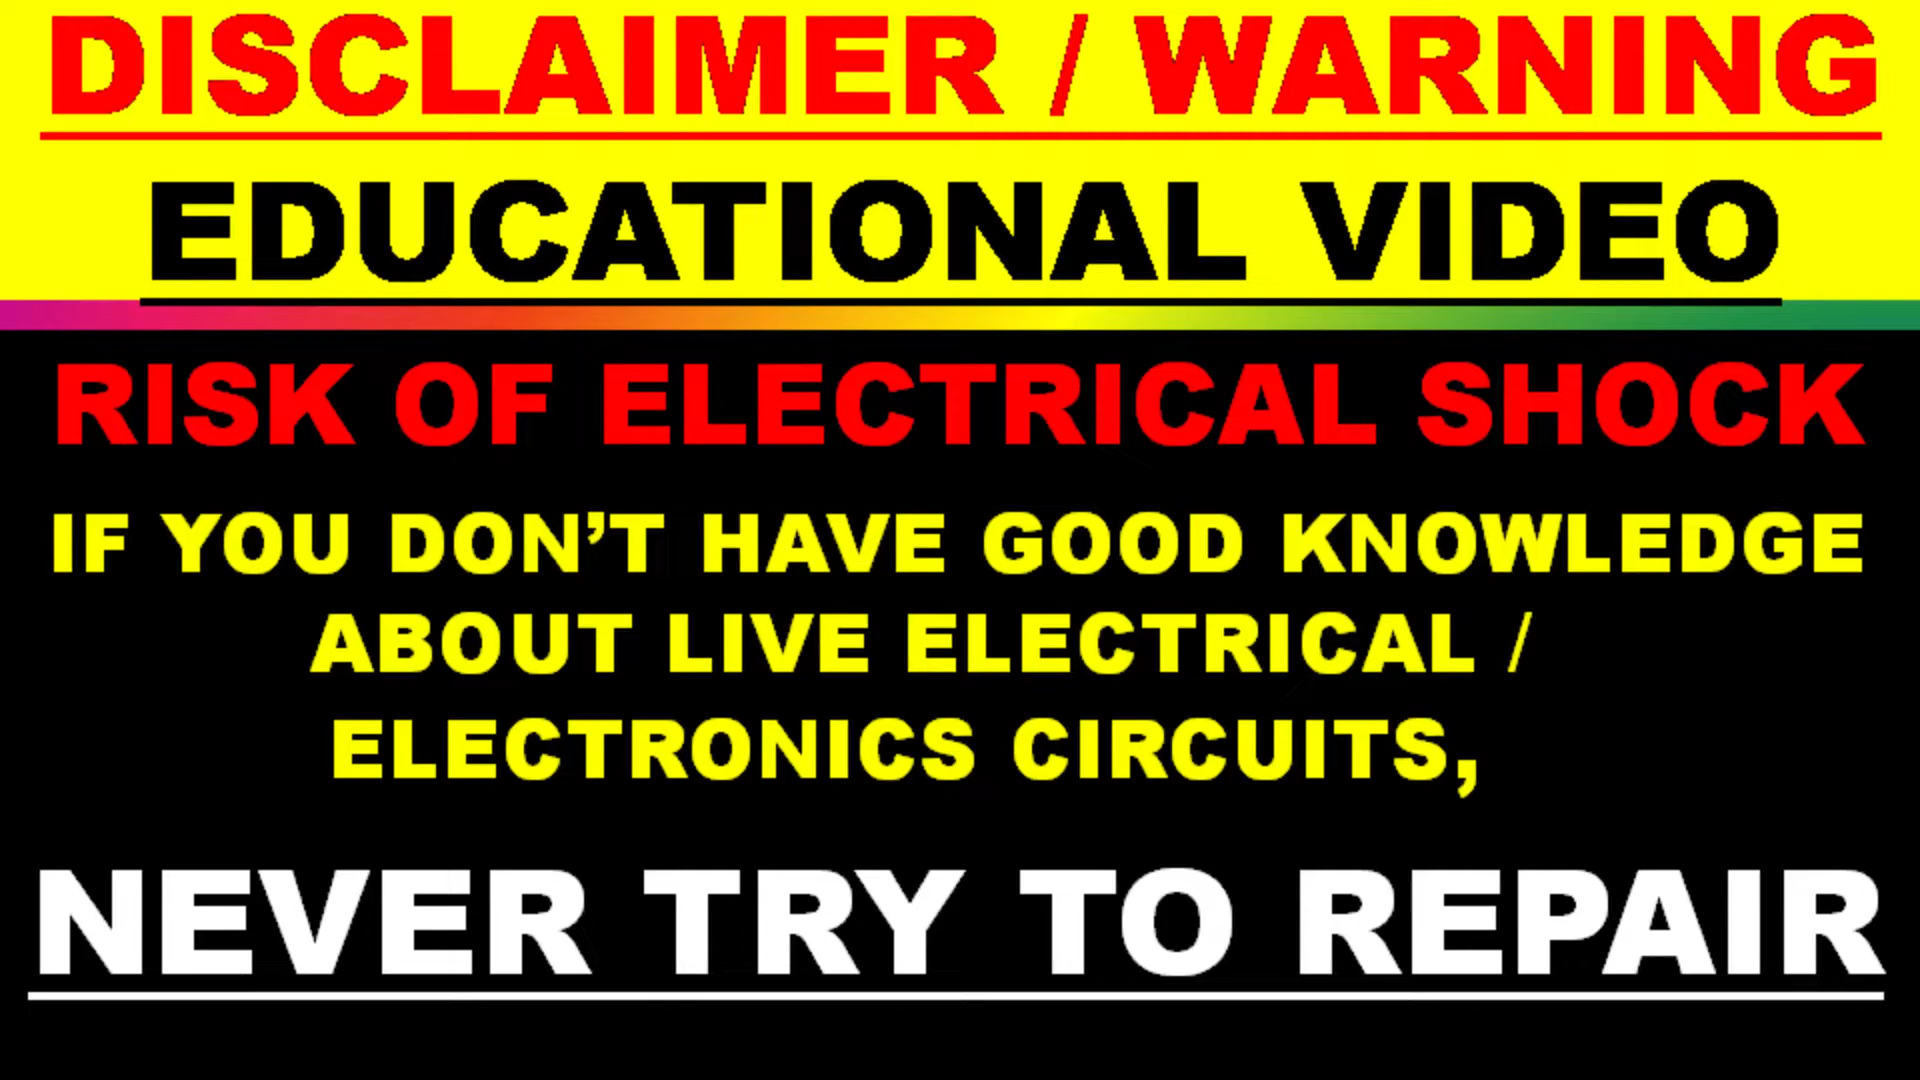 DISCLAIMER / WARNING
EDUCATIONAL VIDEO
RISK OF ELECTRICAL SHOCK
IF YOU DON’T HAVE GOOD KNOWLEDGE
ABOUT LIVE ELECTRICAL /
ELECTRONICS CIRCUITS,
NEVER TRY TO REPAIR